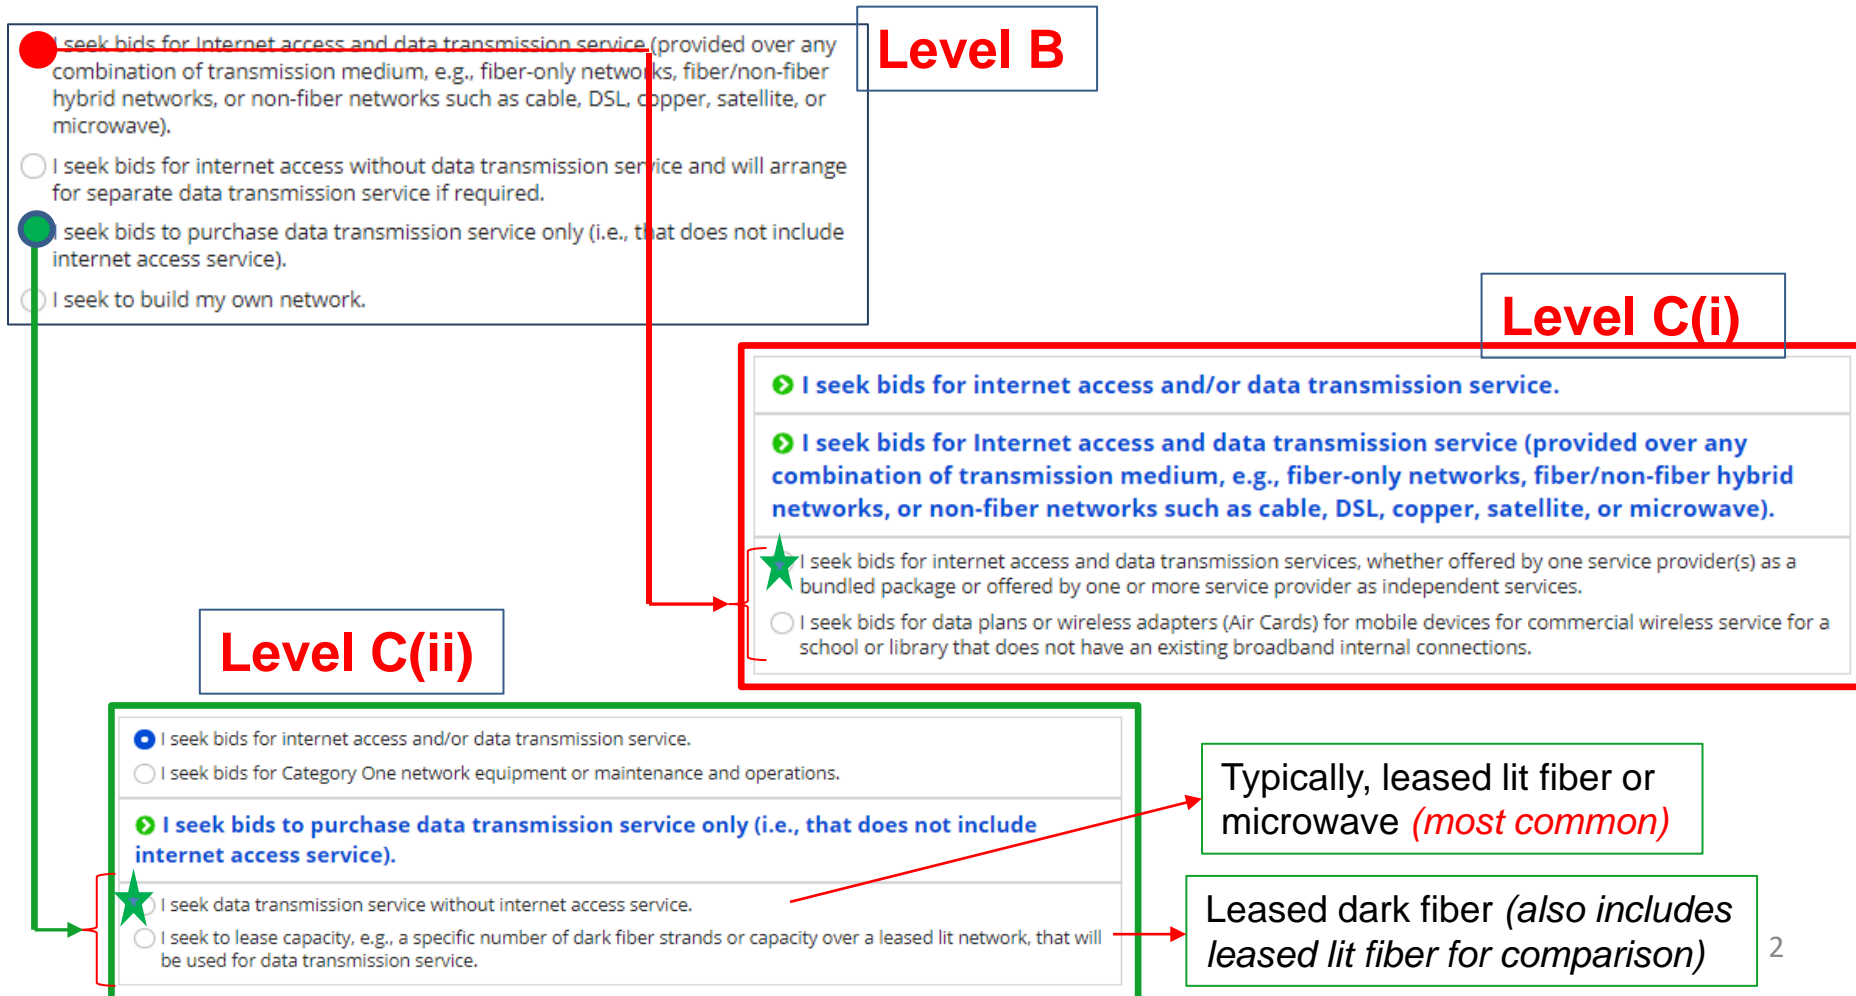 Level B
I seek bids for Internet access and data transmission service (provided over any
combination of transmission medium, e.g., fiber-only networks, fiber/non-fiber
hybrid networks, or non-fiber networks such as cable, DSL, copper, satellite, or
microwave).
I seek bids for internet access without data transmission service and will arrange
for separate data transmission service if required.
I seek bids to purchase data transmission service only (i.e., that does not include
internet access service).
I seek to build my own network.
Level C(i)
I seek bids for internet access and/or data transmission service.
I seek bids for Internet access and data transmission service (provided over any
combination of transmission medium, e.g., fiber-only networks, fiber/non-fiber hybrid
networks, or non-fiber networks such as cable, DSL, copper, satellite, or microwave).
I seek bids for internet access and data transmission services, whether offered by one service provider(s) as a
bundled package or offered by one or more service provider as independent services.
I seek bids for data plans or wireless adapters (Air Cards) for mobile devices for commercial wireless service for a
school or library that does not have an existing broadband internal connections.
Level C(ii)
I seek bids for internet access and/or data transmission service.
I seek bids for Category One network equipment or maintenance and operations.
I seek bids to purchase data transmission service only (i.e., that does not include
internet access service).
I seek data transmission service without internet access service.
I seek to lease capacity, e.g., a specific number of dark fiber strands or capacity over a leased lit network, that will
be used for data transmission service.
Typically, leased lit fiber or
microwave (most common)
Leased dark fiber (also includes
leased lit fiber for comparison)
2